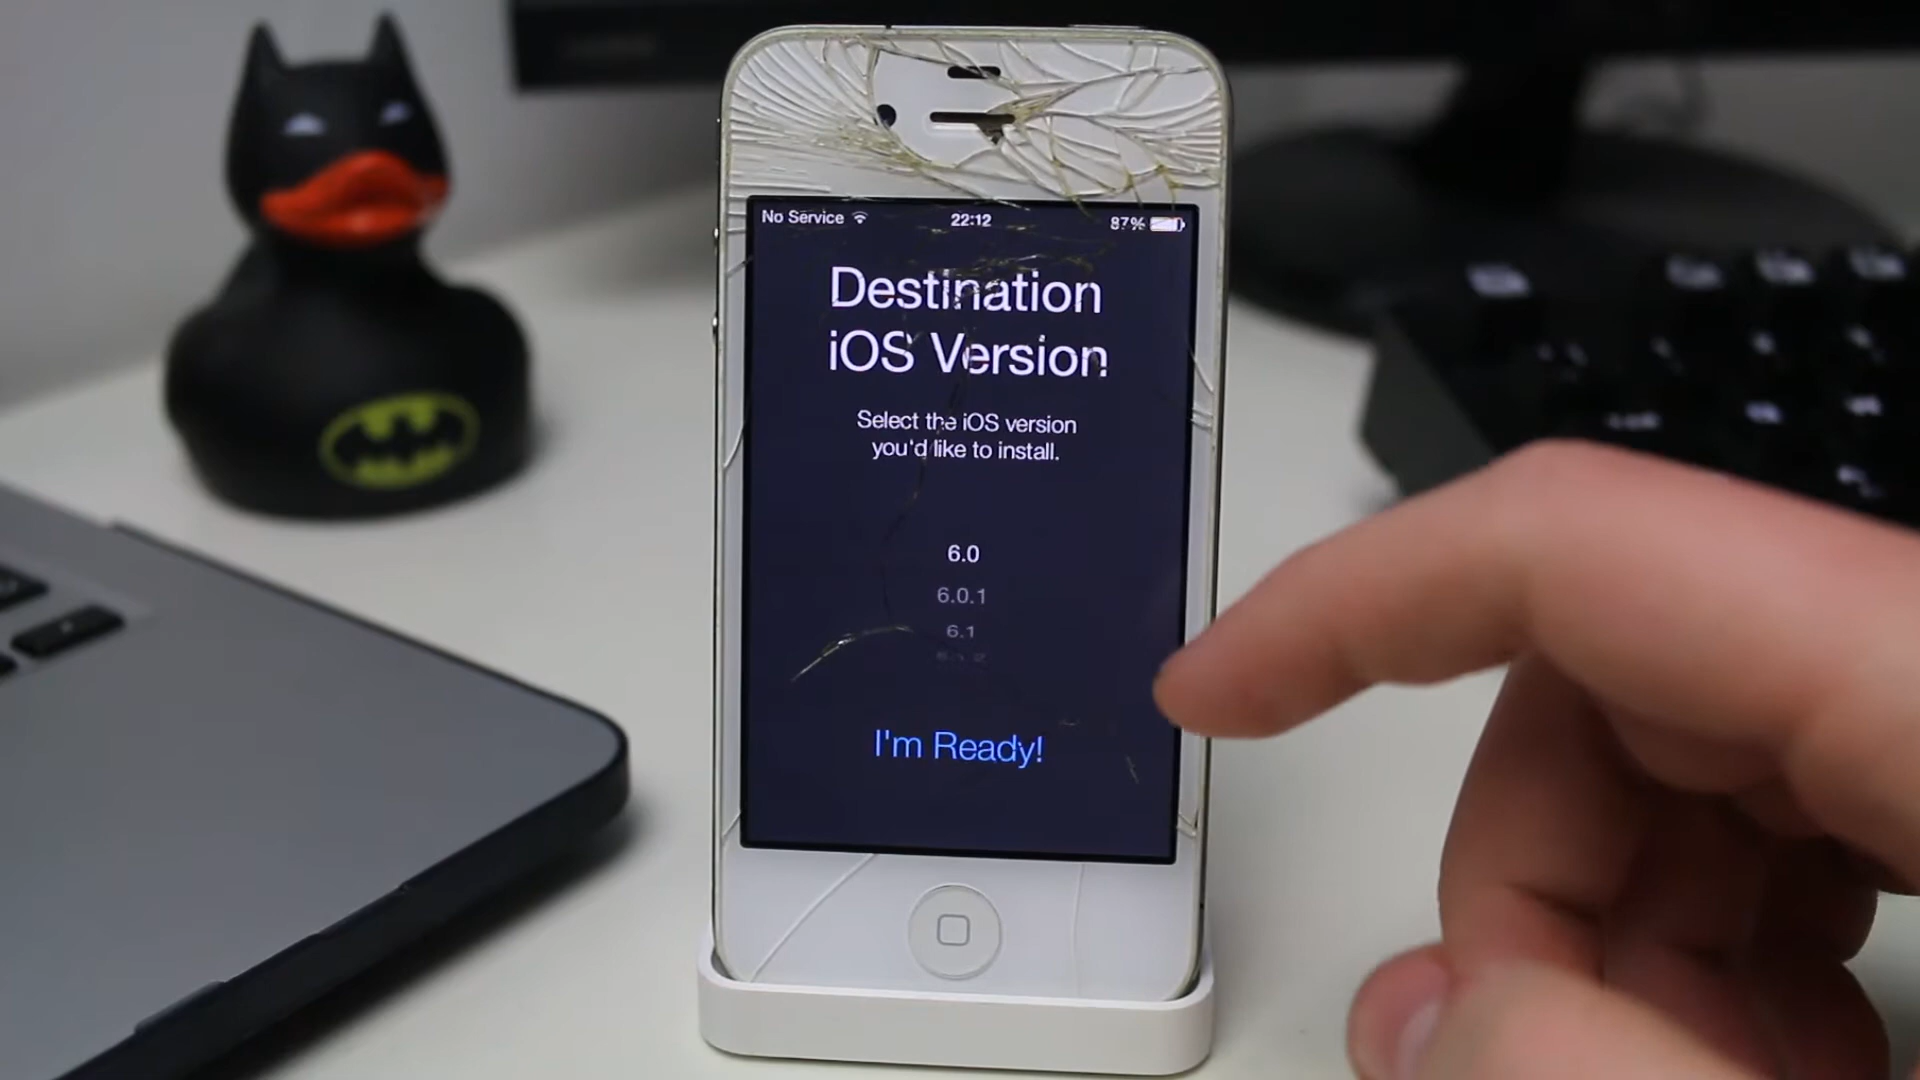 No Service
22:12
87%
Destination
iOS Version
Select the iOS version
you'd like to install.
6.0
6.0.1
6.1
I'm Ready!